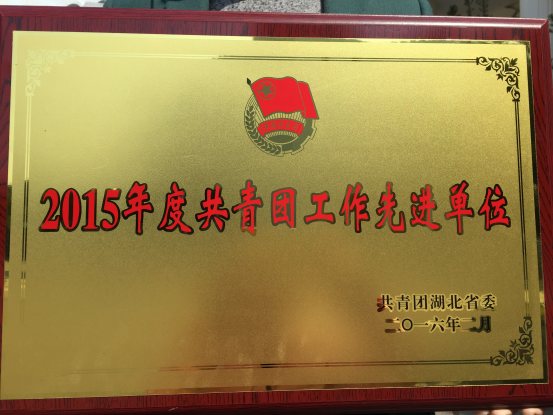 2015年度共青团工作先进单位
共青团湖北省委
二〇一六年二月